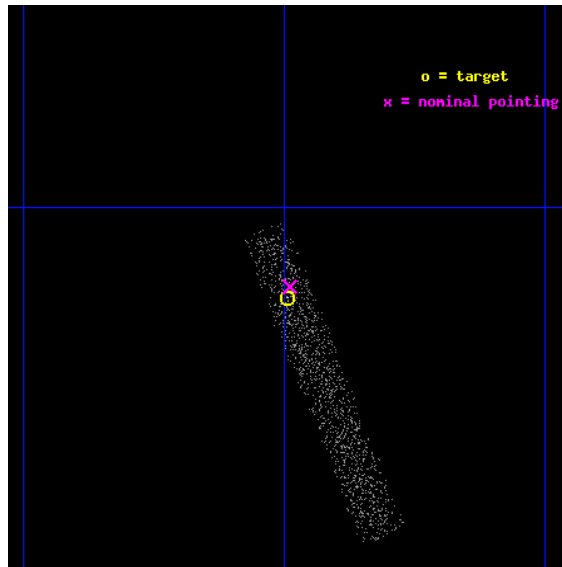 o = target
x = nominal pointing